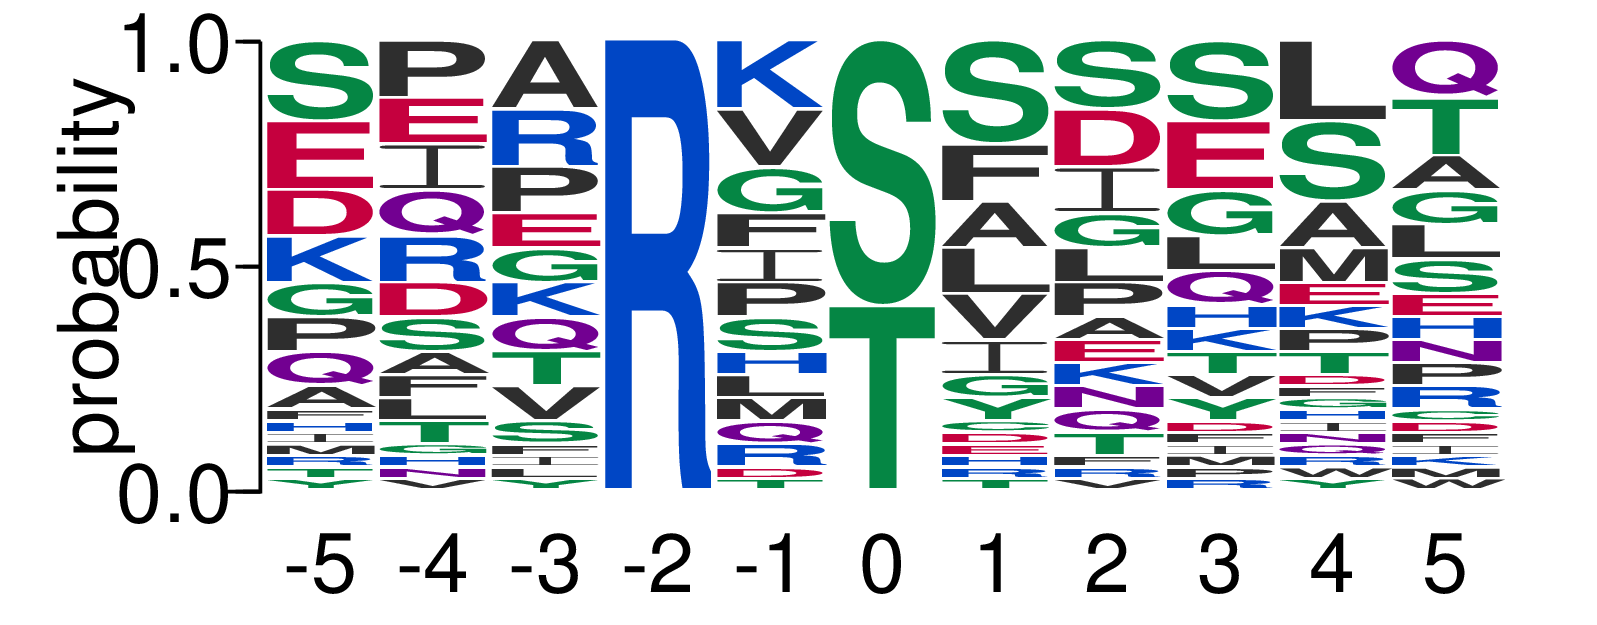 probability
1.0
0.5
0.0
S E D K G P Q A
P E I Q R D S A F L T G H N V
A R P E G K Q T V S
R
K V G F I P S H L M Q R D T
S T
S F A L V I G Y
S D I G L P A E K N Q T
S E G L Q H K T V Y D
L S A M E K P T D
Q T A G L S E H N P R
-5 -4 -3 -2 -1 0 1 2 3 4 5